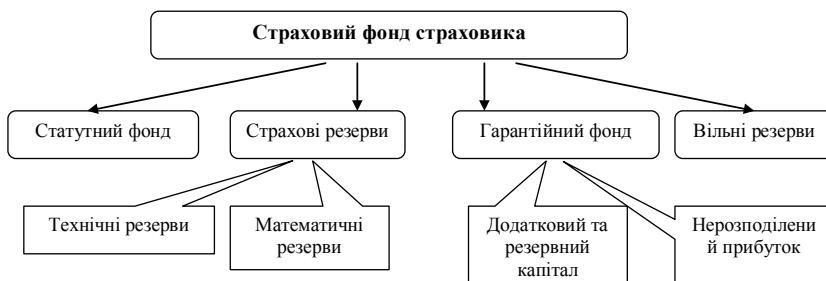 Страховий фонд страховика
Статутний фонд
Страхові резерви
Гарантійний фонд
Вільні резерви
Технічні резерви
Математичні
резерви
Додатковий та
резервний
капітал
Нерозподілени
й прибуток